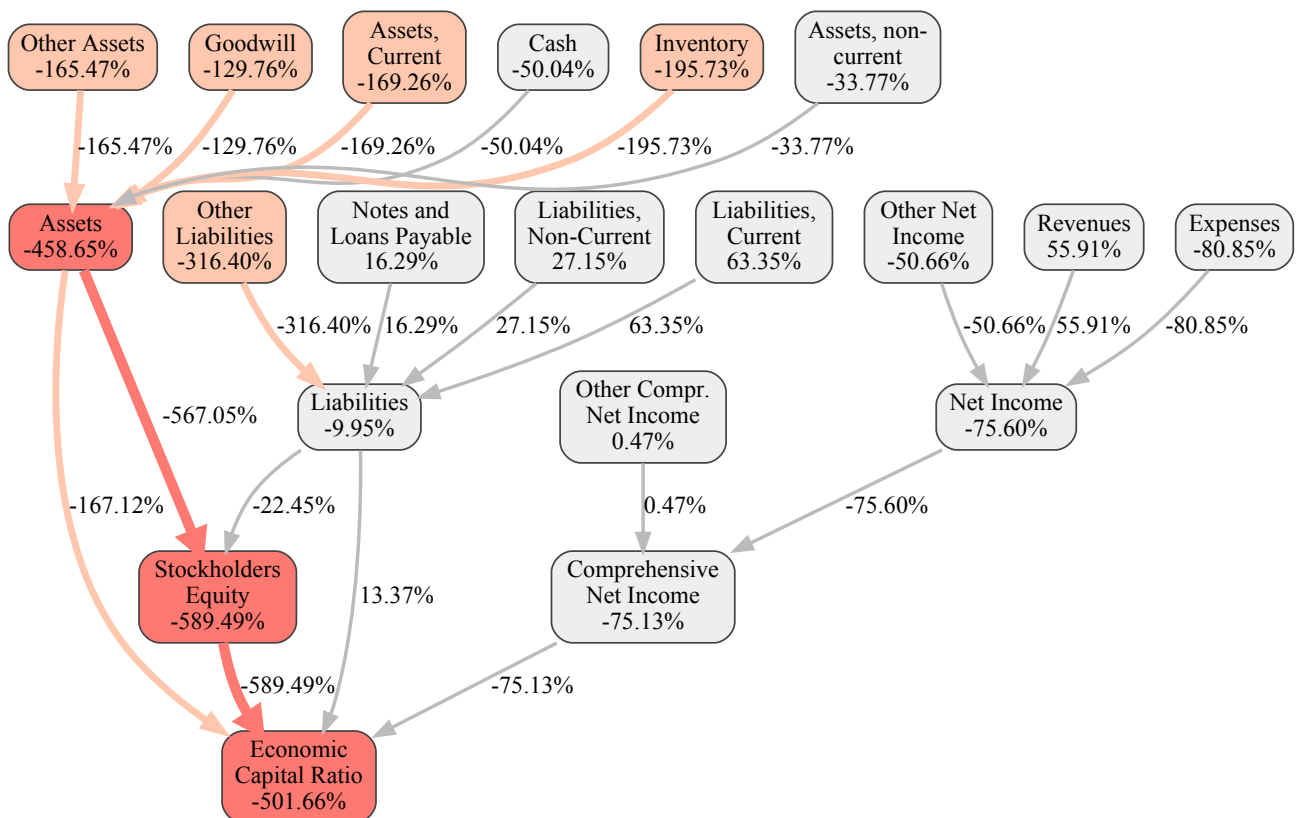 Other Assets
-165.47%
Goodwill
-129.76%
Assets,
Current
-169.26%
Cash
-50.04%
Inventory
-195.73%
Assets, non-
current
-33.77%
-165.47%
-129.76%
-169.26%
-50.04%
-195.73%
-33.77%
Assets
-458.65%
Other
Liabilities
-316.40%
Notes and
Loans Payable
16.29%
Liabilities,
Non-Current
27.15%
Liabilities,
Current
63.35%
Other Net
Income
-50.66%
Revenues
55.91%
Expenses
-80.85%
-316.40%
16.29%
27.15%
63.35%
-50.66%
55.91%
-80.85%
Liabilities
-9.95%
Other Compr.
Net Income
0.47%
Net Income
-75.60%
-567.05%
-167.12%
-22.45%
0.47%
-75.60%
Stockholders
Equity
-589.49%
13.37%
Comprehensive
Net Income
-75.13%
-589.49%
-75.13%
Economic
Capital Ratio
-501.66%